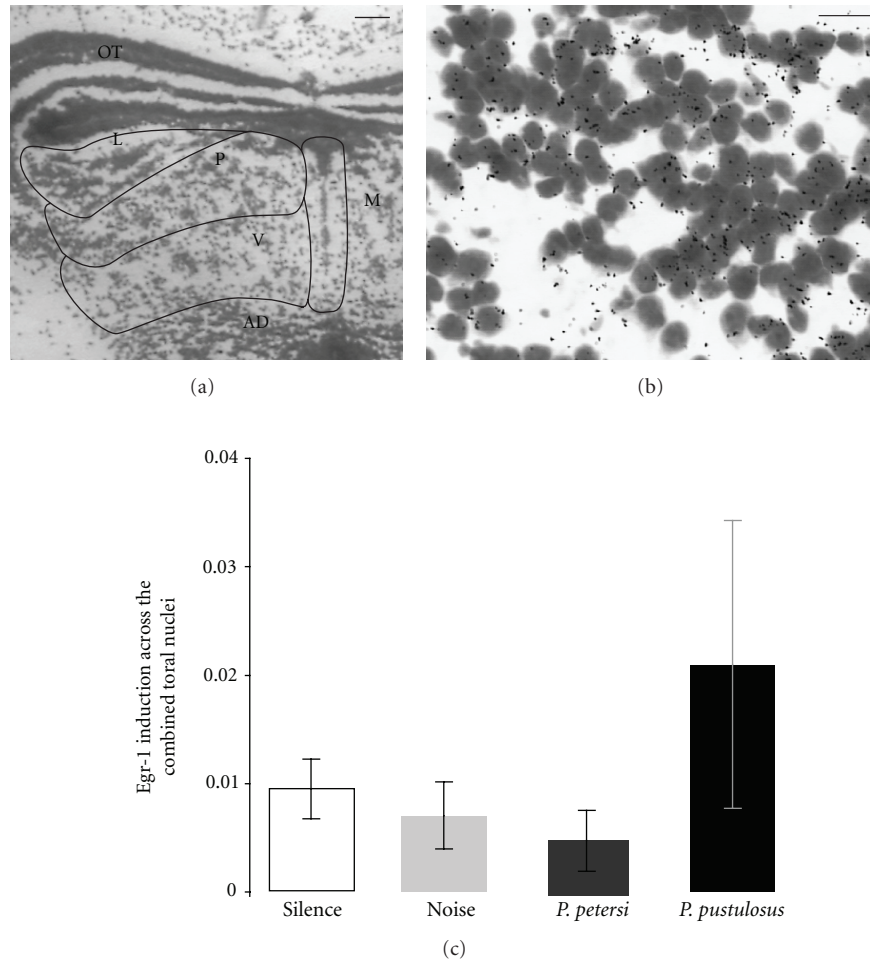 OT
L
P
M
V
AD
(a)
(b)
0.04
0.03
0.02
0.01
0
Egr-1 induction across the
combined toral nuclei
Silence
Noise
P. petersi
P. pustulosus
(c)